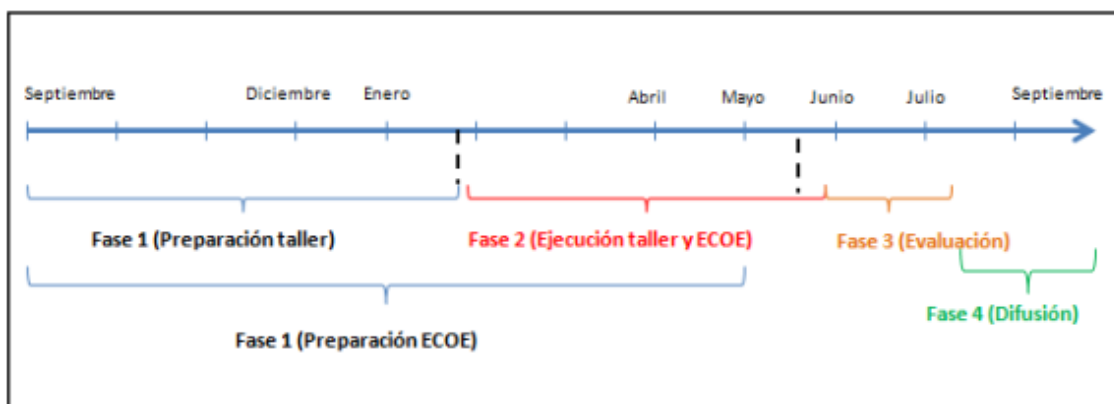 Septiembre Diciembre Enero Abril Mayo Junio Julio Septiembre
Fase 1 (Preparación taller) Fase 2 (Ejecución taller y ECOE) Fase 3 (Evaluación)
Fase 4 (Difusión)
Fase 1 (Preparación ECOE)